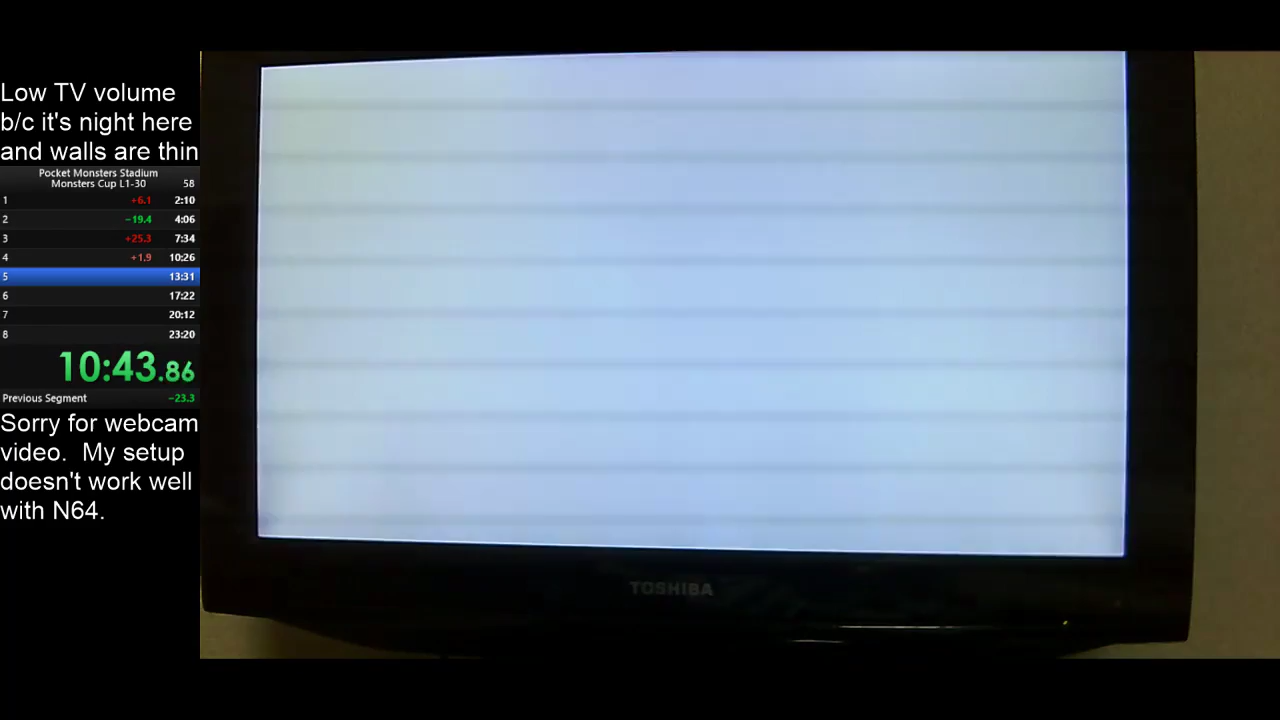 Low TV volume
b/c it's night here
and walls are thin
Pocket Monsters Stadium
Monsters Cup L1-30 58
1 +6.1 2:10
2 −19.4 4:06
3 +25.3 7:34
4 +1.9 10:26
5 13:31
6 17:22
7 20:12
8 23:20
10:43.86
Previous Segment −23.3
Sorry for webcam
video.  My setup
doesn't work well
with N64.
TOSHIBA